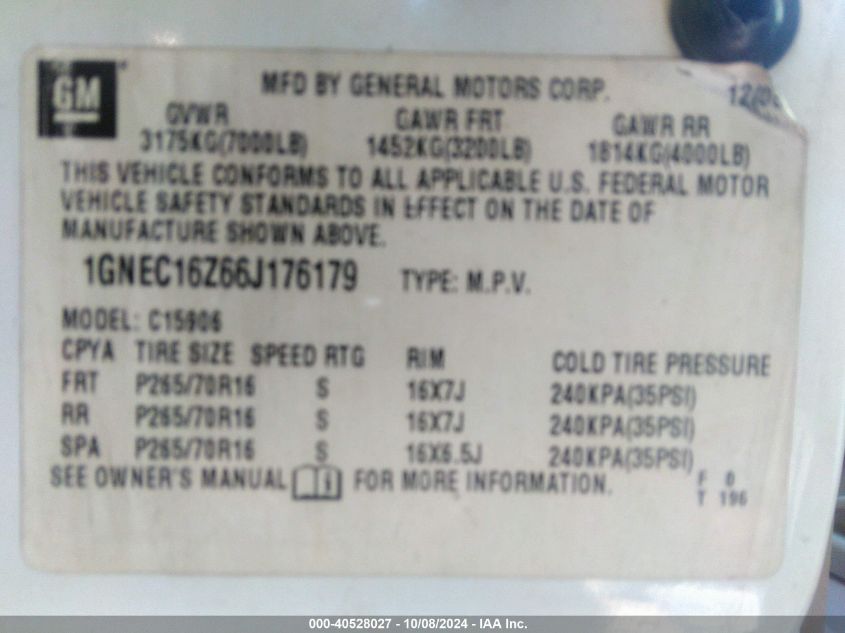 GM
MFD BY GENERAL MOTORS CORP.
GVWR GAWR FRT GAWR RR
3175KG(7000LB) 1452KG(3200LB) 1814KG(4000LB)
THIS VEHICLE CONFORMS TO ALL APPLICABLE U.S. FEDERAL MOTOR
VEHICLE SAFETY STANDARDS IN EFFECT ON THE DATE OF
MANUFACTURE SHOWN ABOVE.
1GNEC16Z66J176179 TYPE: M.P.V.
MODEL: C15906
CPYA TIRE SIZE SPEED RTG RIM COLD TIRE PRESSURE
FRT P265/70R16 S 16X7J 240KPA(35PSI)
RR P265/70R16 S 16X7J 240KPA(35PSI)
SPA P265/70R16 S 16X6.5J 240KPA(35PSI)
SEE OWNER'S MANUAL FOR MORE INFORMATION.
F 0
T 196
000-40528027 - 10/08/2024 - IAA Inc.